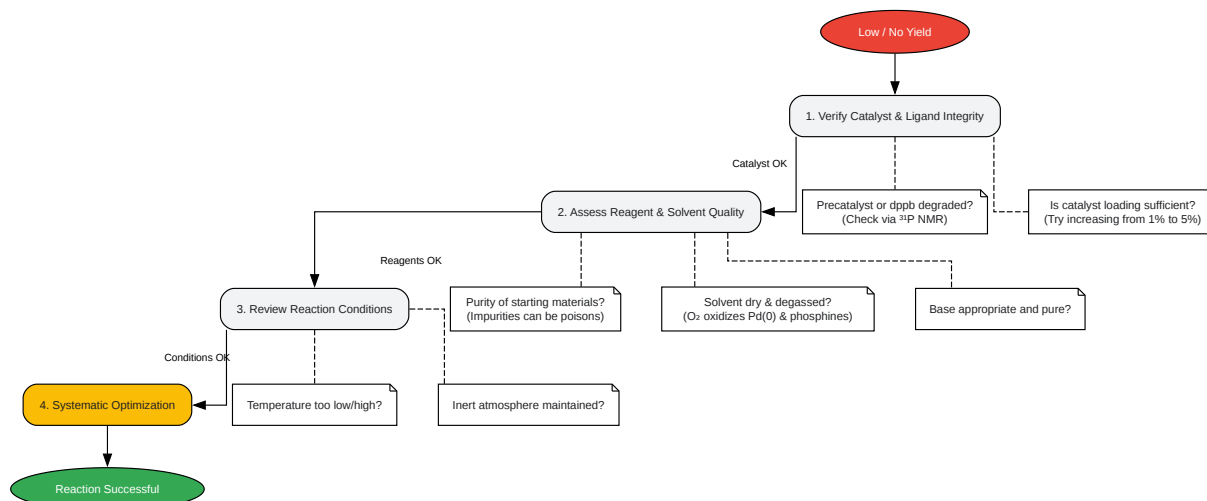 Low / No Yield
1. Verify Catalyst & Ligand Integrity
Catalyst OK
2. Assess Reagent & Solvent Quality
Precatalyst or dppb degraded?
(Check via ³¹P NMR)
Is catalyst loading sufficient?
(Try increasing from 1% to 5%)
Reagents OK
3. Review Reaction Conditions
Purity of starting materials?
(Impurities can be poisons)
Solvent dry & degassed?
(O₂ oxidizes Pd(0) & phosphines)
Base appropriate and pure?
Conditions OK
4. Systematic Optimization
Temperature too low/high?
Inert atmosphere maintained?
Reaction Successful